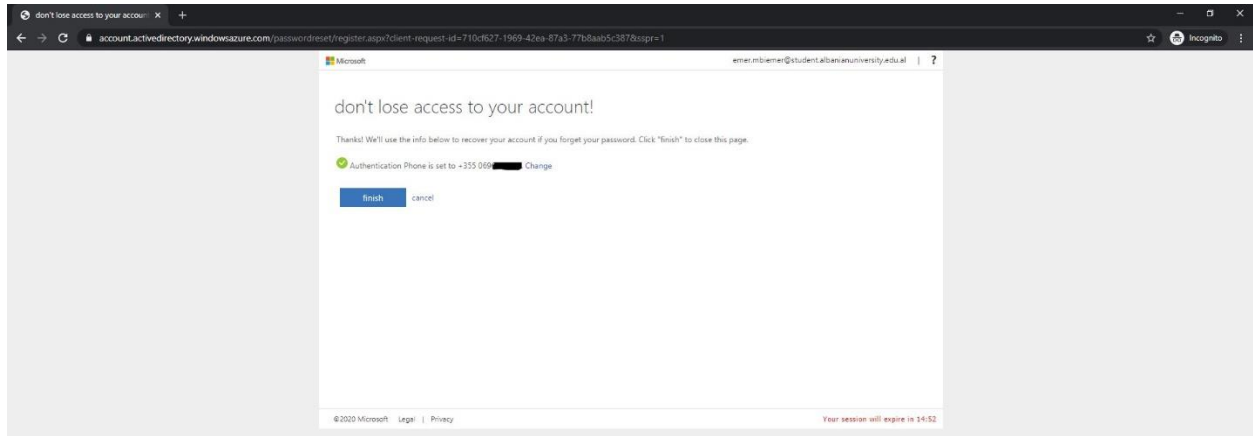 don't lose access to your accoun
account.activedirectory.windowsazure.com/passwordreset/register.aspx?client-request-id=710cf627-1969-42ea-87a3-77b8aab5c387&sspr=1
Incognito
Microsoft
emer.mbiemer@student.albanianuniversity.edu.al | ?
don't lose access to your account!
Thanks! We'll use the info below to recover your account if you forget your password. Click "finish" to close this page.
Authentication Phone is set to +355 069 Change
finish cancel
©2020 Microsoft Legal | Privacy
Your session will expire in 14:52